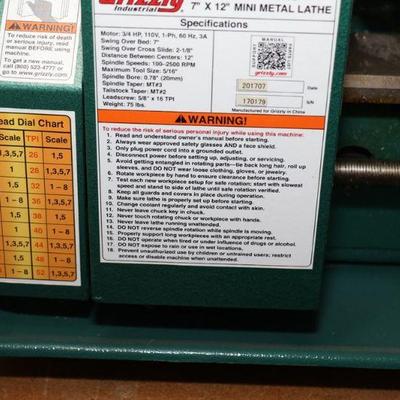 WARNING!
To reduce risk of death
or serious injury, read
manual BEFORE using
machine.
To get a new manual,
call (800) 523-4777 or
go to www.grizzly.com
Thread Dial Chart
Scale TPI Scale
1,3,5,7 26 1,5
1 28 1,3,5,7
1,5 32 1–8
1–8 36 1,3,5,7
38 1,5
1–8 40 1–8
1,3,5,7 44 1,3,5,7
46 1,5
1–8 48 1–8
1–8 52 1,3,5,7
Grizzly
Industrial
7" X 12" MINI METAL LATHE
Specifications
Motor: 3/4 HP, 110V, 1-Ph, 60 Hz, 3A
Swing Over Bed: 7"
Swing Over Cross Slide: 2-1/8"
Distance Between Centers: 12"
Spindle Speeds: 100–2500 RPM
Maximum Tool Size: 5/16"
Spindle Bore: 0.78" (20mm)
Spindle Taper: MT#3
Tailstock Taper: MT#2
Leadscrew: 5/8" x 16 TPI
Weight: 75 lbs.
MANUAL
grizzly.com
201707 Date
170179 S/N
Manufactured for Grizzly in China
WARNING!
To reduce the risk of serious personal injury while using this machine:
1. Read and understand owner's manual before starting.
2. Always wear approved safety glasses AND a face shield.
3. Only plug power cord into a grounded outlet.
4. Disconnect power before setting up, adjusting, or servicing.
5. Avoid getting entangled in rotating parts—tie back long hair, roll up
sleeves, and DO NOT wear loose clothing, gloves, or jewelry.
6. Rotate workpiece by hand to ensure clearance before starting.
7. Test each new workpiece setup for safe rotation; start with slowest
speed and stand to side of lathe until safe rotation verified.
8. Keep all guards and covers in place during operation.
9. Make sure lathe is properly set up before starting.
10. Change coolant regularly and avoid contact with skin.
11. Never leave chuck key in chuck.
12. Never touch rotating chuck or workpiece with hand.
13. Never leave lathe running unattended.
14. DO NOT reverse spindle rotation while spindle is moving.
15. Properly support long workpieces with an appropriate device.
16. DO NOT operate when tired or under influence of drugs or alcohol.
17. DO NOT expose to rain or use in wet locations.
18. Prevent unauthorized use by children or untrained users; restrict
access or disable machine when unattended.